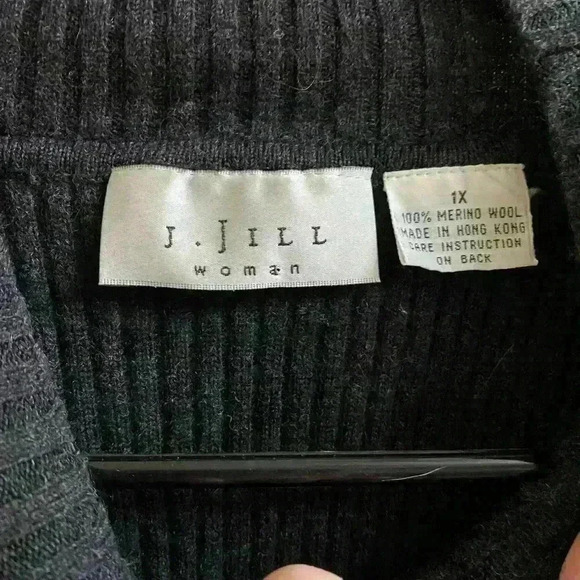 J. JILL
woman
1X
100% MERINO WOOL
MADE IN HONG KONG
CARE INSTRUCTION
ON BACK